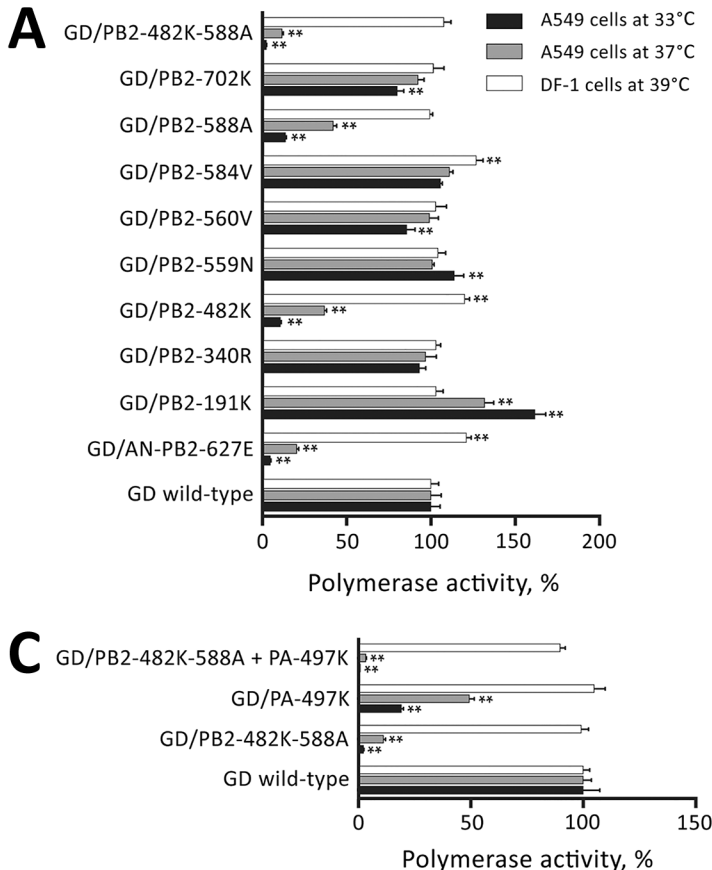 A
A549 cells at 33°C
A549 cells at 37°C
DF-1 cells at 39°C
GD/PB2-482K-588A
**
**
GD/PB2-702K
**
GD/PB2-588A
**
**
GD/PB2-584V
**
GD/PB2-560V
**
GD/PB2-559N
**
GD/PB2-482K
**
**
**
GD/PB2-340R
GD/PB2-191K
**
**
GD/AN-PB2-627E
**
**
**
GD wild-type
0 50 100 150 200
Polymerase activity, %
C
GD/PB2-482K-588A + PA-497K
**
**
GD/PA-497K
**
**
GD/PB2-482K-588A
**
**
GD wild-type
0 50 100 150
Polymerase activity, %